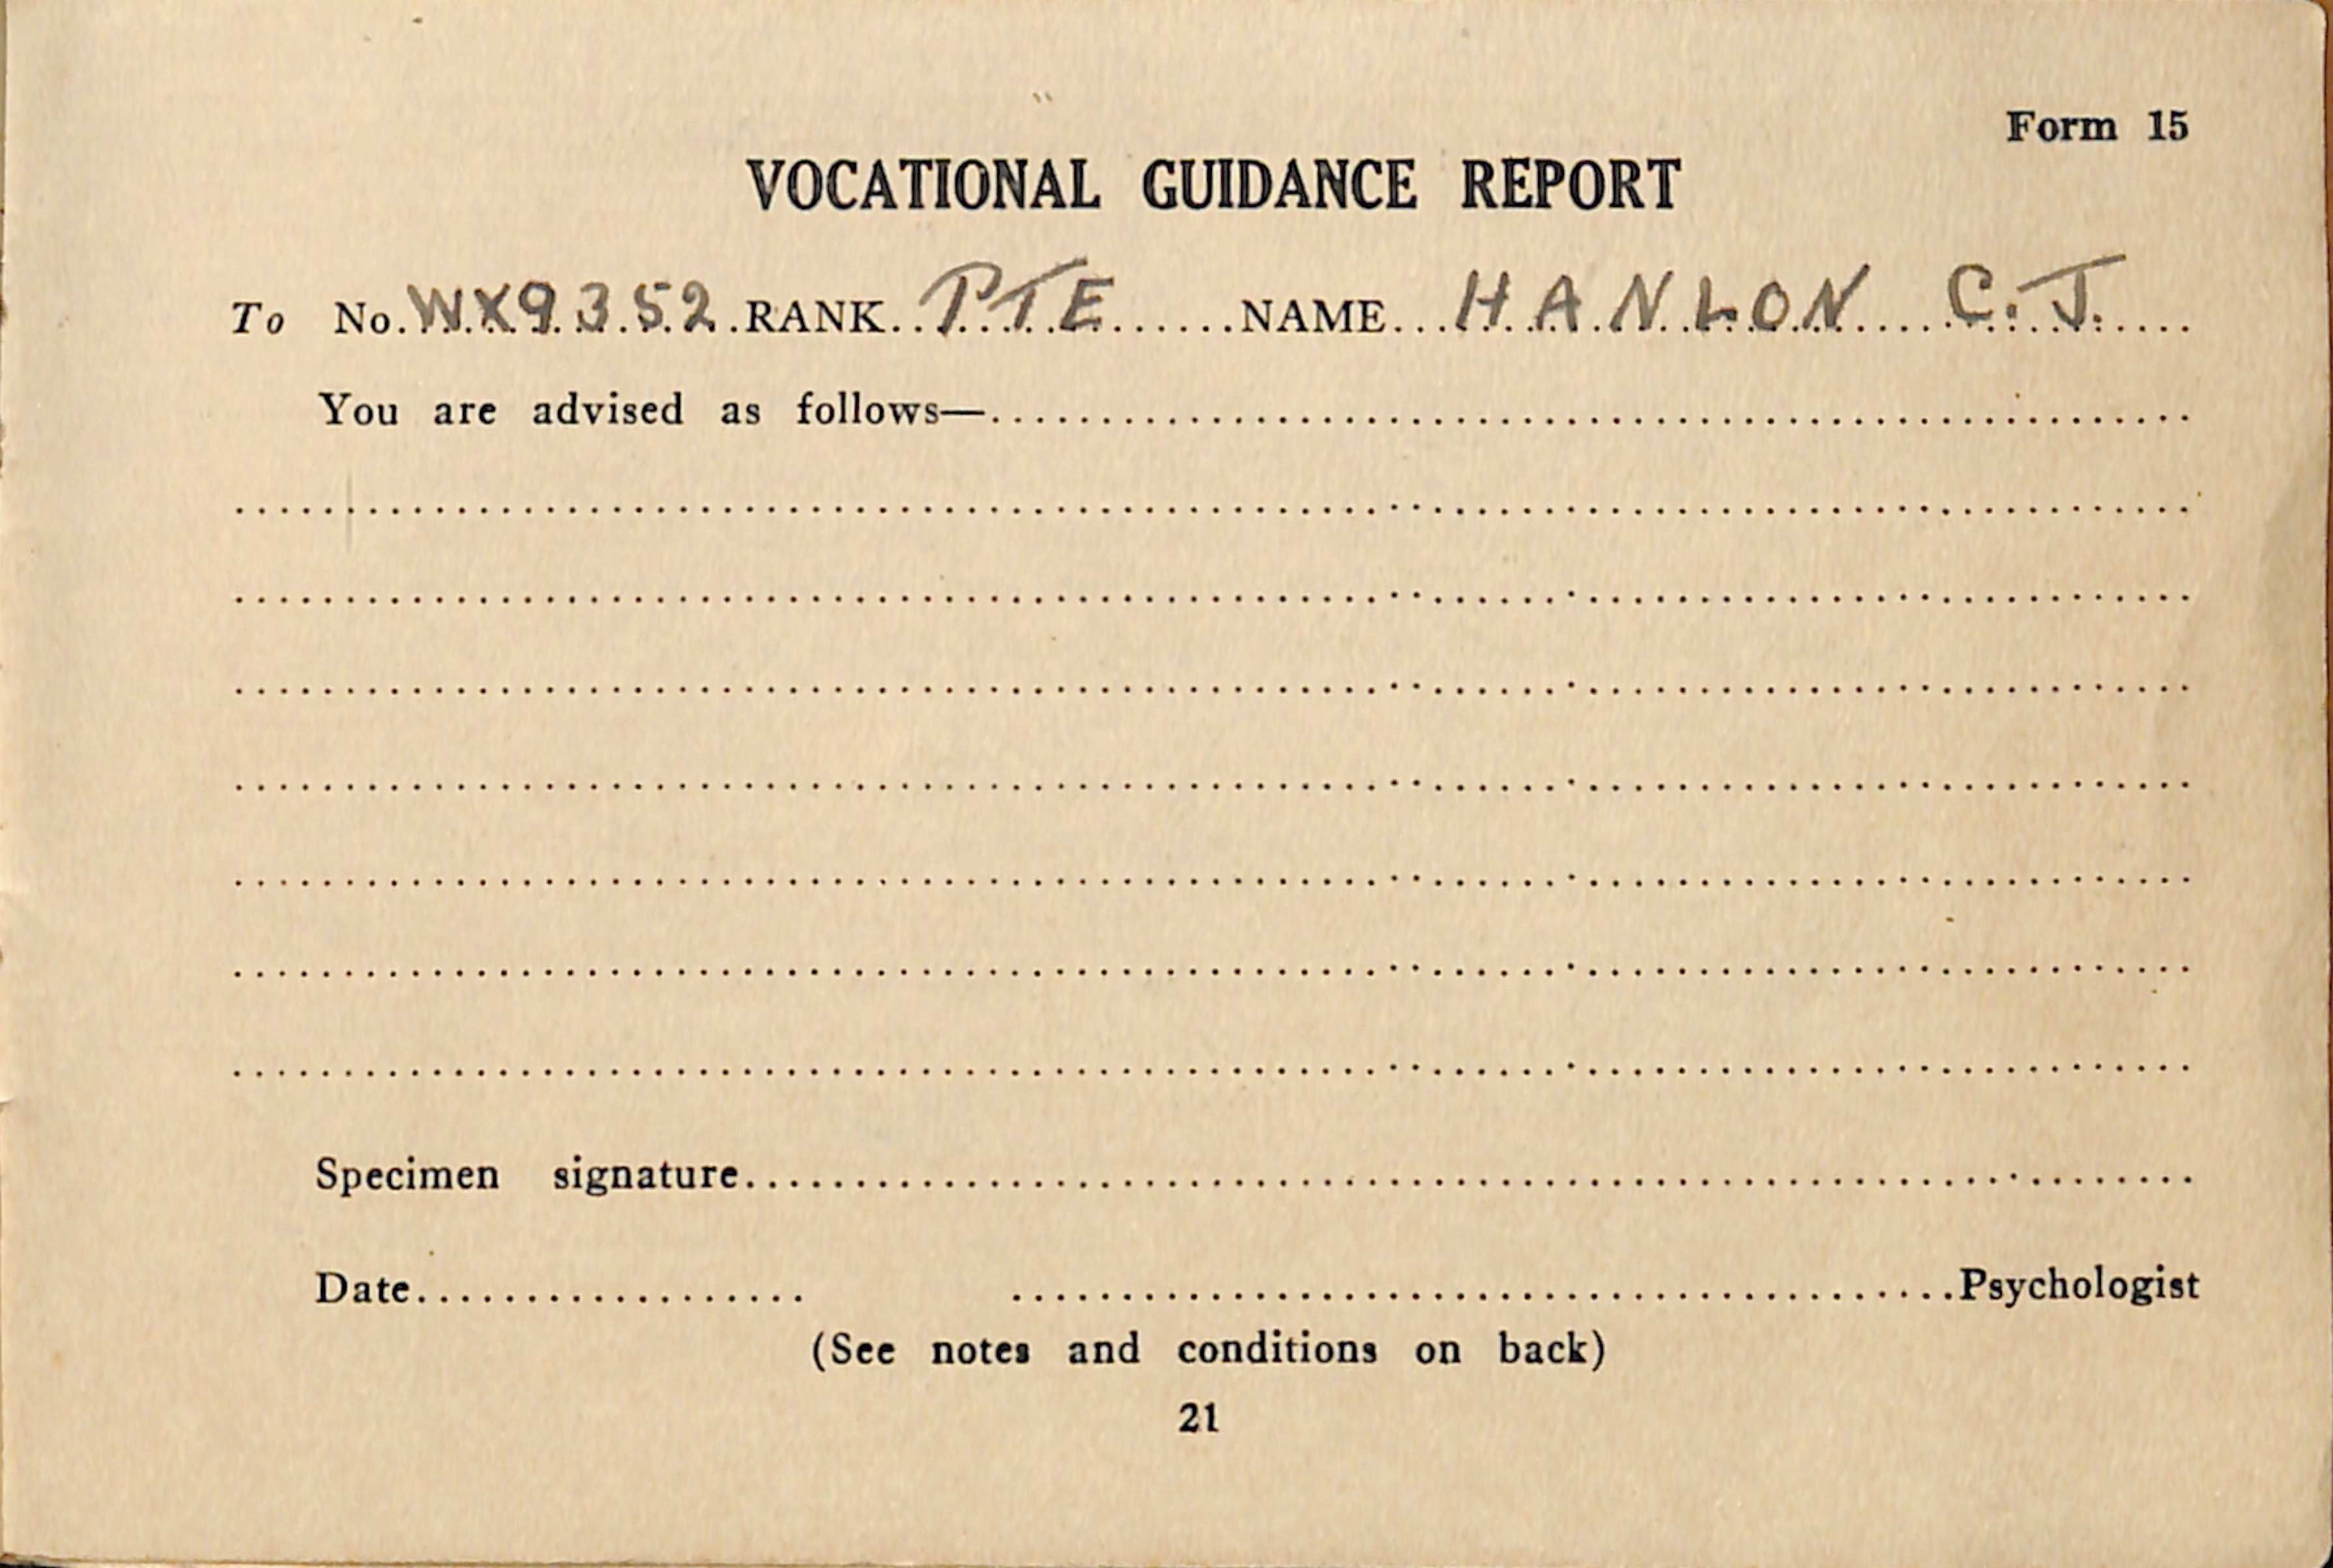 Form 15
VOCATIONAL GUIDANCE REPORT
To No. WX9352 RANK PTE NAME HANLON C.J.
You are advised as follows—
Specimen signature
Date Psychologist
(See notes and conditions on back)
21